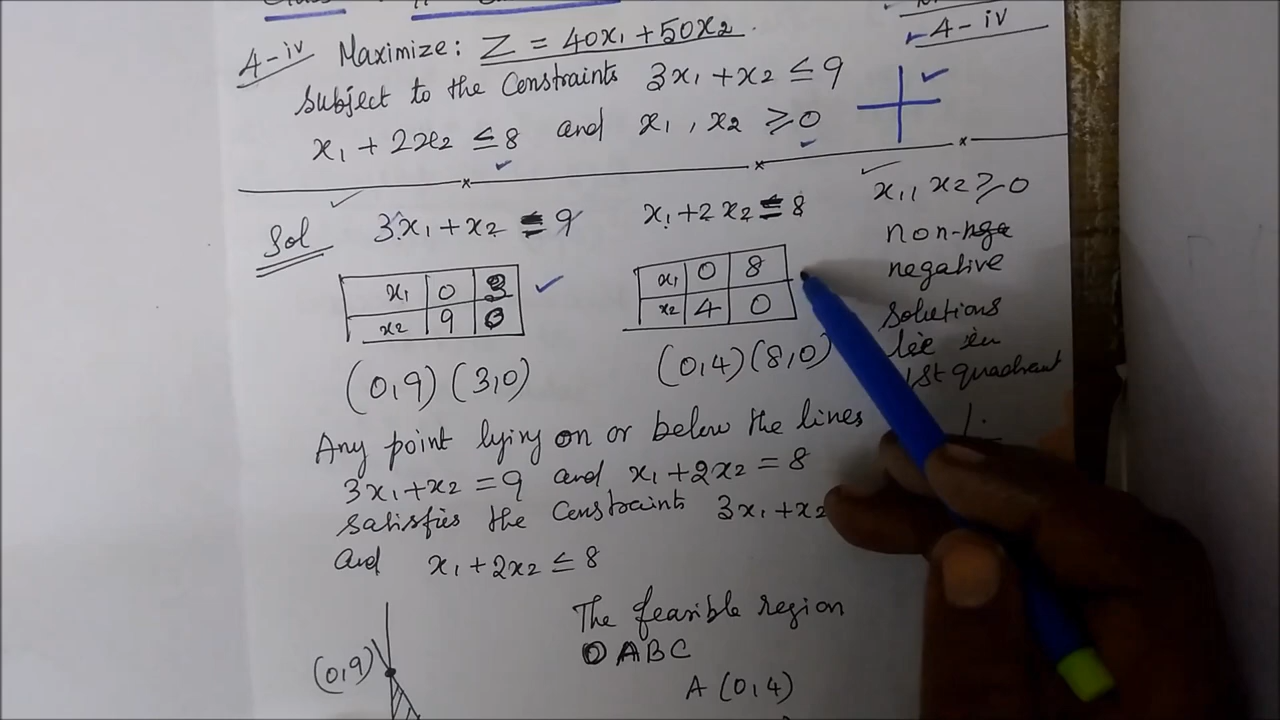 4-iv
4-iv Maximize: Z = 40x₁ + 50x₂.
Subject to the Constraints 3x₁ + x₂ ≤ 9
x₁ + 2x₂ ≤ 8 and x₁, x₂ ≥ 0
Sol 3x₁ + x₂ ≤ 9
x₁ 0 3
x₂ 9 0
(0,9) (3,0)
x₁ + 2x₂ ≤ 8
x₁ 0 8
x₂ 4 0
(0,4) (8,0)
x₁, x₂ ≥ 0
non-
negative
solutions
lie in
1st quadrant
Any point lying on or below the lines
3x₁ + x₂ = 9 and x₁ + 2x₂ = 8
satisfies the Constraints 3x₁ + x₂
and x₁ + 2x₂ ≤ 8
The feasible region
OABC
A (0,4)
(0,9)